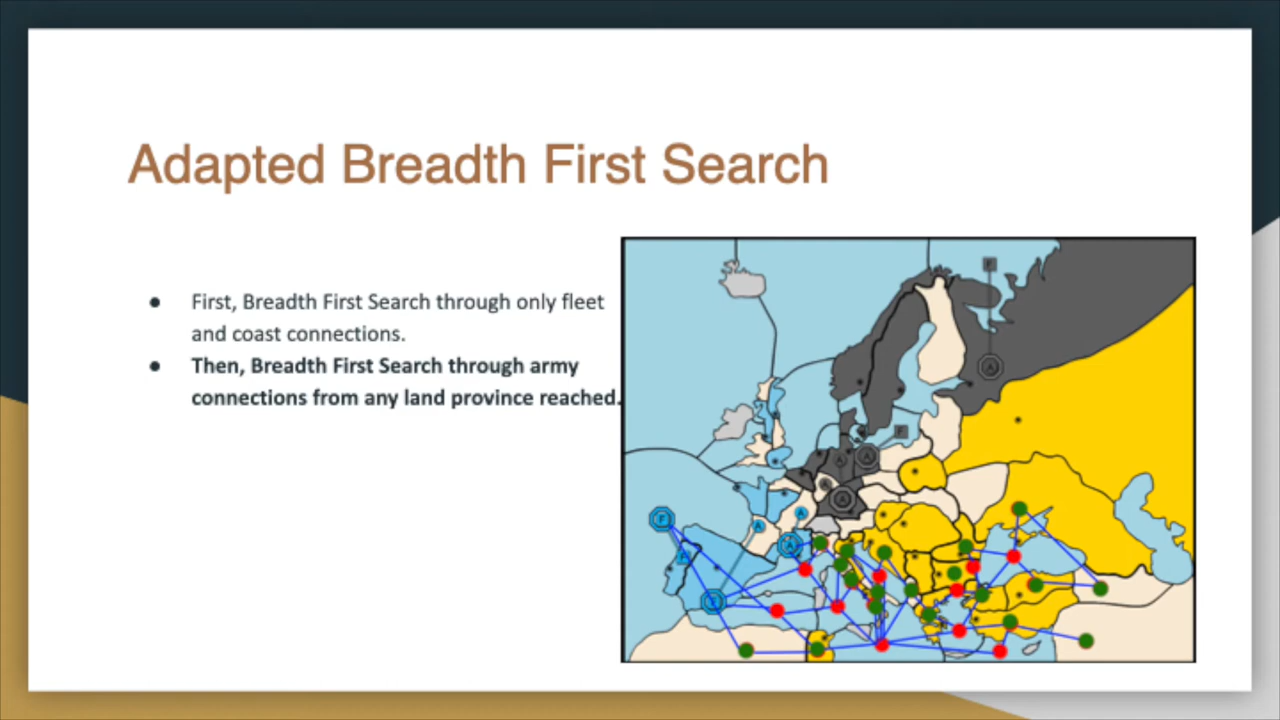 Adapted Breadth First Search
● First, Breadth First Search through only fleet
and coast connections.
● Then, Breadth First Search through army
connections from any land province reached.
F
A
F
A
A
A
A
A
A
A
F